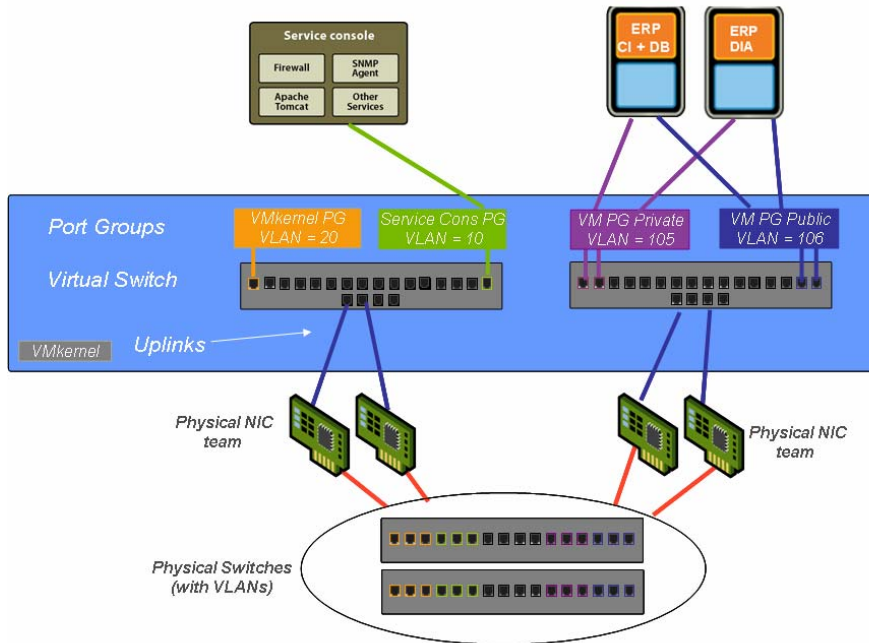 Service console
Firewall
SNMP
Agent
Apache
Tomcat
Other
Services
ERP
CI + DB
ERP
DIA
Port Groups
VMkernel PG
VLAN = 20
Service Cons PG
VLAN = 10
VM PG Private
VLAN = 105
VM PG Public
VLAN = 106
Virtual Switch
VMkernel
Uplinks
Physical NIC
team
Physical NIC
team
Physical Switches
(with VLANs)